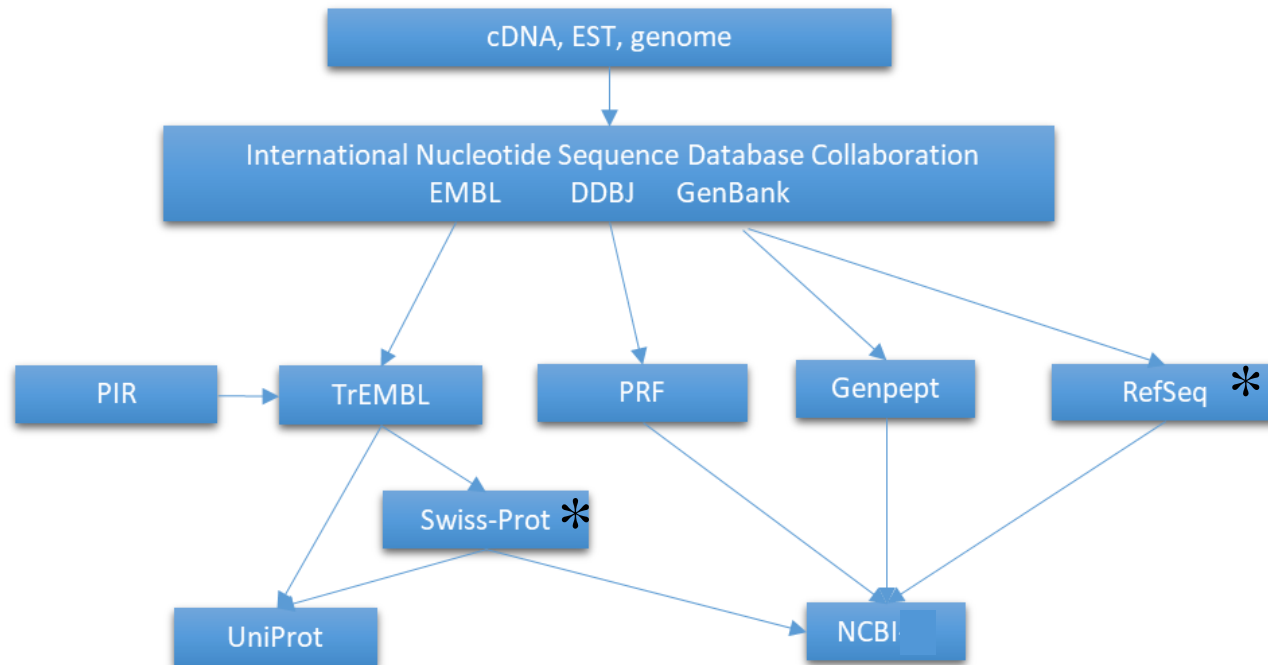 cDNA, EST, genome
International Nucleotide Sequence Database Collaboration
EMBL DDBJ GenBank
PIR
TrEMBL
PRF
Genpept
RefSeq *
Swiss-Prot *
UniProt
NCBI-